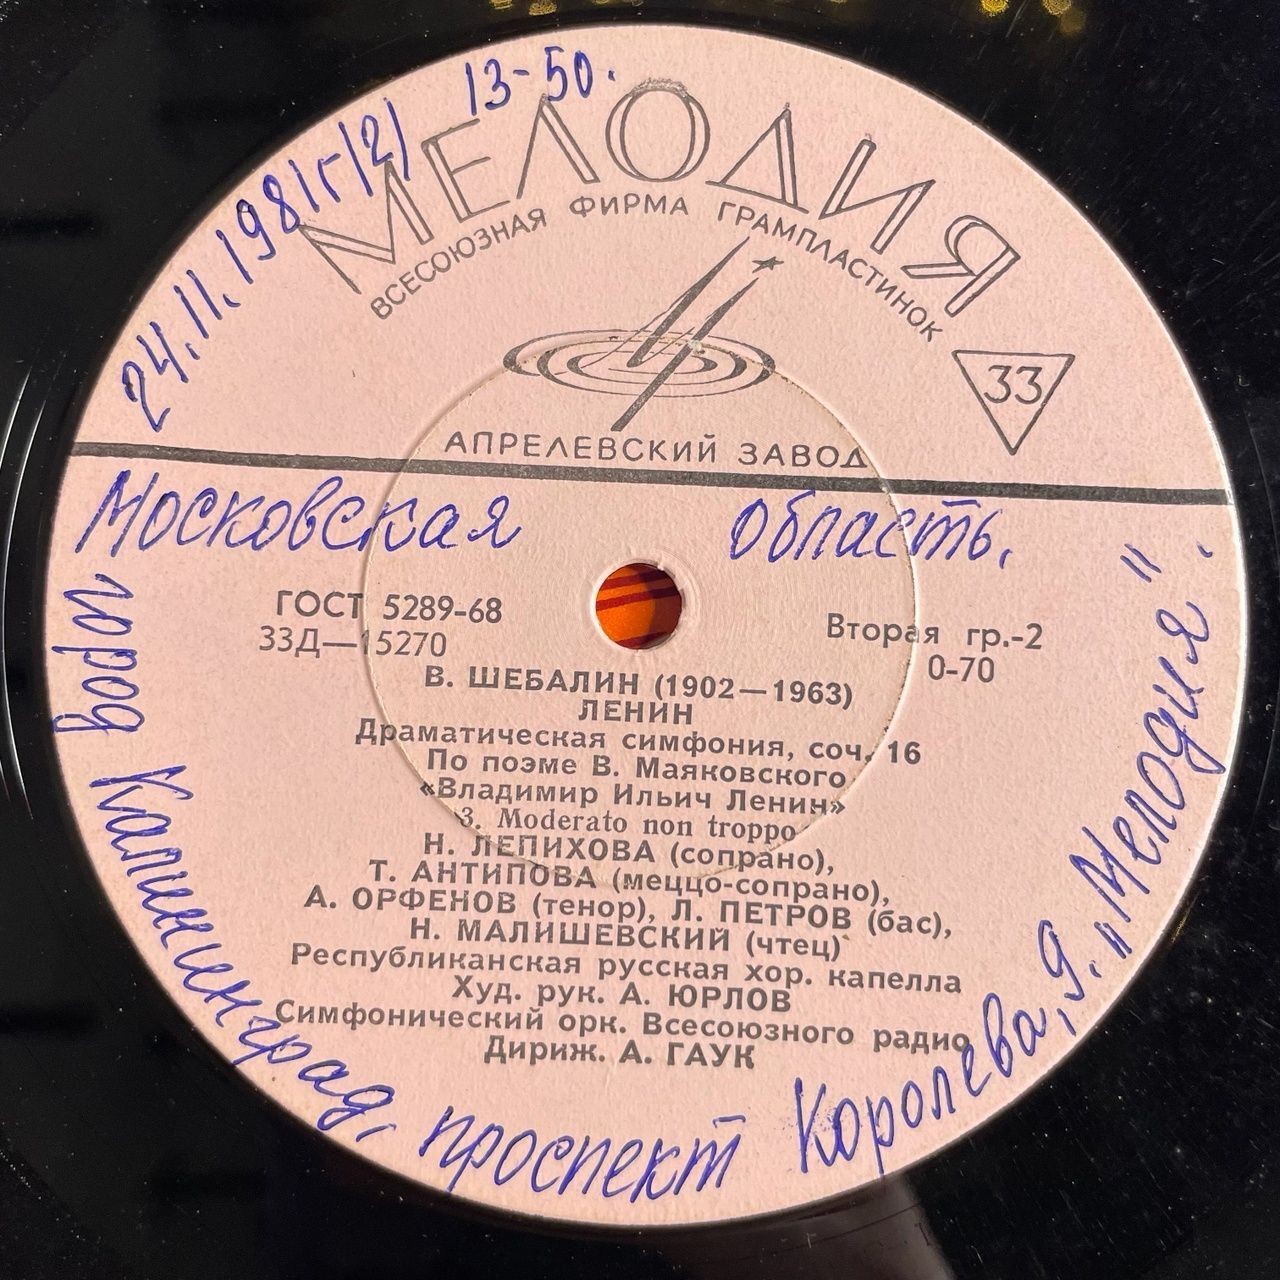 13-50.
24.11.1981г(2)
МЕЛОДИЯ
ВСЕСОЮЗНАЯ ФИРМА ГРАМПЛАСТИНОК
33
АПРЕЛЕВСКИЙ ЗАВОД
Московская область.
город Калининград, проспект Королева, 9. „Мелодия".
ГОСТ 5289-68
33Д—15270
Вторая гр.-2
0-70
В. ШЕБАЛИН (1902—1963)
ЛЕНИН
Драматическая симфония, соч. 16
По поэме В. Маяковского
«Владимир Ильич Ленин»
3. Moderato non troppo
Н. ЛЕПИХОВА (сопрано),
Т. АНТИПОВА (меццо-сопрано),
А. ОРФЕНОВ (тенор), Л. ПЕТРОВ (бас),
Н. МАЛИШЕВСКИЙ (чтец)
Республиканская русская хор. капелла
Худ. рук. А. ЮРЛОВ
Симфонический орк. Всесоюзного радио
Дириж. А. ГАУК